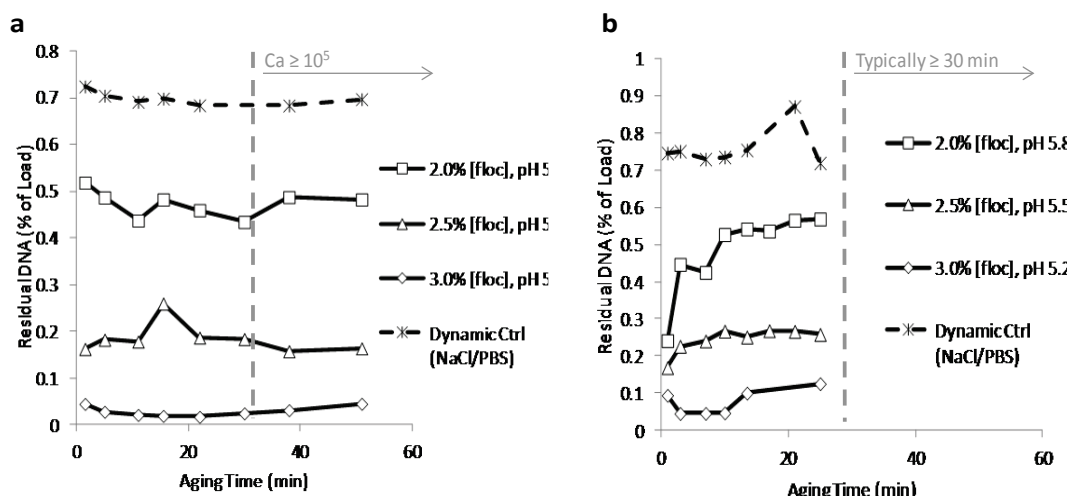 a
Residual DNA (% of Load)
0.8
0.7
0.6
0.5
0.4
0.3
0.2
0.1
0
0
20
40
60
Aging Time (min)
Ca ≥ 10⁵
2.0% [floc], pH 5
2.5% [floc], pH 5
3.0% [floc], pH 5
Dynamic Ctrl
(NaCl/PBS)
b
Residual DNA (% of Load)
1
0.9
0.8
0.7
0.6
0.5
0.4
0.3
0.2
0.1
0
0
20
40
60
Aging Time (min)
Typically ≥ 30 min
2.0% [floc], pH 5.8
2.5% [floc], pH 5.5
3.0% [floc], pH 5.2
Dynamic Ctrl
(NaCl/PBS)